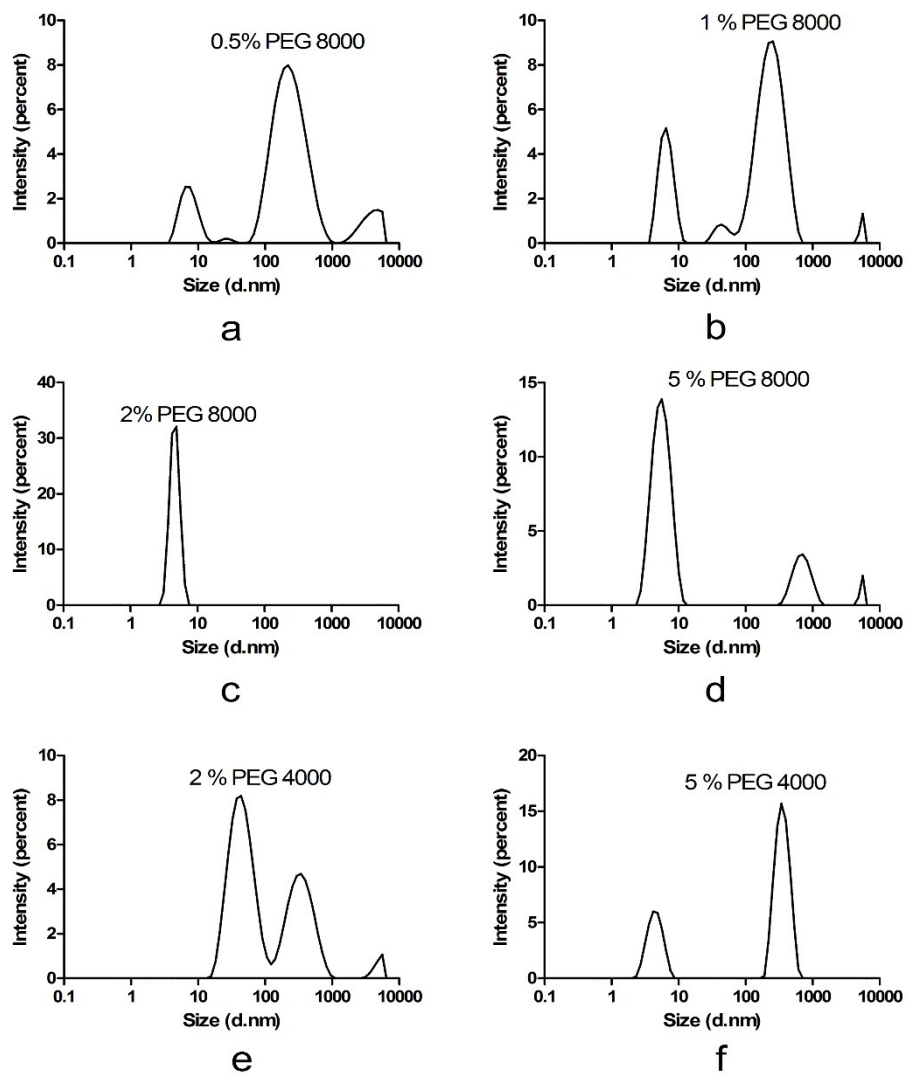 0.5% PEG 8000
Intensity (percent)
10
8
6
4
2
0
0.1 1 10 100 1000 10000
Size (d.nm)
a
1 % PEG 8000
Intensity (percent)
10
8
6
4
2
0
0.1 1 10 100 1000 10000
Size (d.nm)
b
2% PEG 8000
Intensity (percent)
40
30
20
10
0
0.1 1 10 100 1000 10000
Size (d.nm)
c
5 % PEG 8000
Intensity (percent)
15
10
5
0
0.1 1 10 100 1000 10000
Size (d.nm)
d
2 % PEG 4000
Intensity (percent)
10
8
6
4
2
0
0.1 1 10 100 1000 10000
Size (d.nm)
e
5 % PEG 4000
Intensity (percent)
20
15
10
5
0
0.1 1 10 100 1000 10000
Size (d.nm)
f